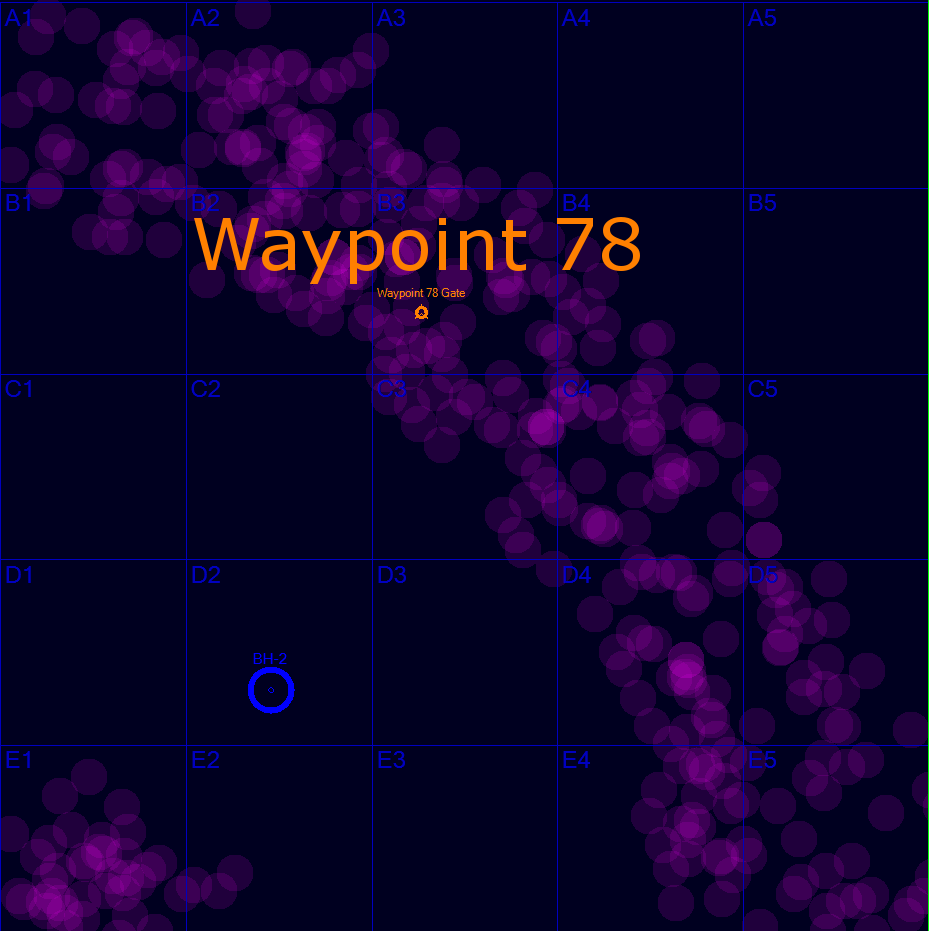 A1 A2 A3 A4 A5
B1 B2 B3 B4 B5
Waypoint 78
Waypoint 78 Gate
C1 C2 C3 C4 C5
D1 D2 D3 D4 D5
BH-2
E1 E2 E3 E4 E5